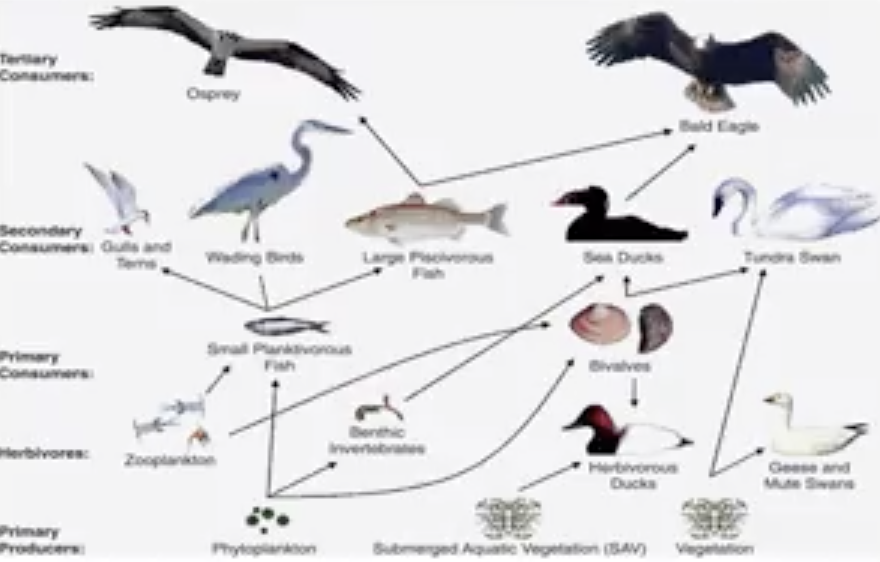 Tertiary
Consumers:
Osprey
Bald Eagle
Secondary
Consumers:
Gulls and
Terns
Wading Birds
Large Piscivorous
Fish
Sea Ducks
Tundra Swan
Primary
Consumers:
Small Planktivorous
Fish
Bivalves
Herbivores:
Zooplankton
Benthic
Invertebrates
Herbivorous
Ducks
Geese and
Mute Swans
Primary
Producers:
Phytoplankton
Submerged Aquatic Vegetation (SAV)
Vegetation